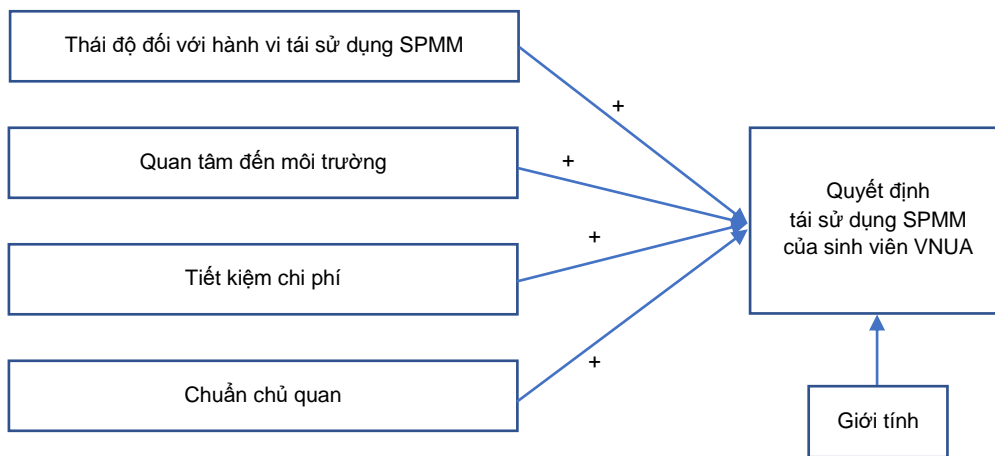 Thái độ đối với hành vi tái sử dụng SPMM
+
Quan tâm đến môi trường
+
Quyết định
tái sử dụng SPMM
của sinh viên VNUA
+
Tiết kiệm chi phí
+
Chuẩn chủ quan
Giới tính